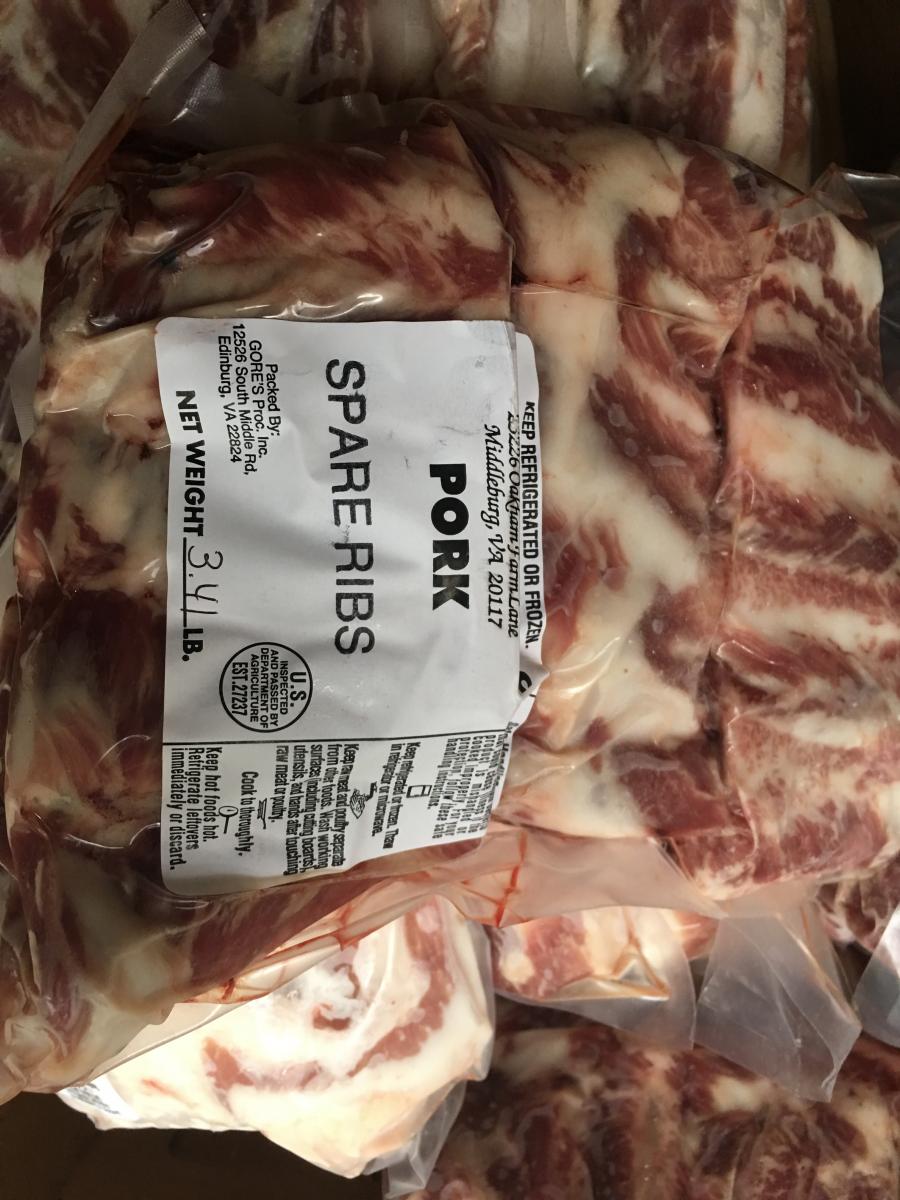 KEEP REFRIGERATED OR FROZEN.
Oakham Farm Lane
Middleburg, VA 20117
PORK
SPARE RIBS
Packed By:
GORE'S Proc. Inc.
12526 South Middle Rd,
Edinburg, VA 22824
NET WEIGHT 3.41 LB.
U.S.
INSPECTED
AND PASSED BY
DEPARTMENT OF
AGRICULTURE
EST.27237
Keep refrigerated or frozen. Thaw
in refrigerator or microwave.
Keep raw meat and poultry separate
from other foods. Wash working
surfaces (including cutting boards),
utensils, and hands after touching
raw meat or poultry.
Cook to thoroughly.
Keep hot foods hot.
Refrigerate leftovers
immediately or discard.